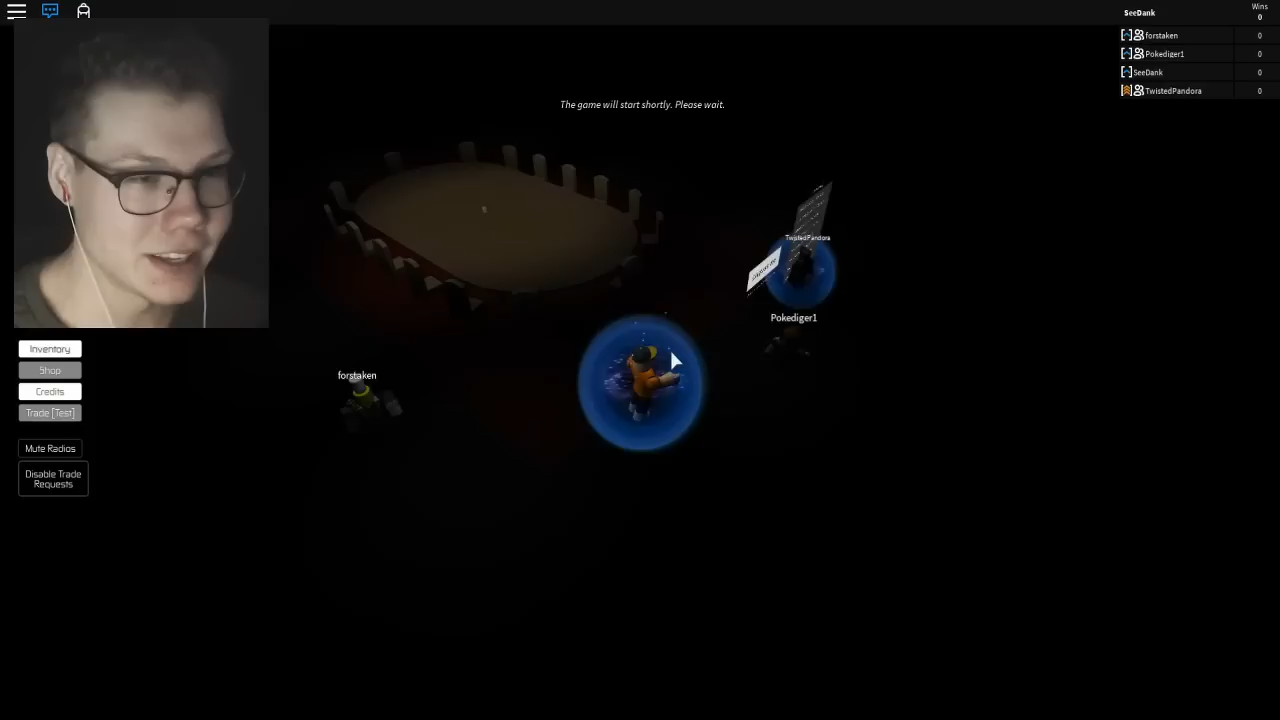 SeeDank
Wins
0
forstaken 0
Pokediger1 0
SeeDank 0
TwistedPandora 0
The game will start shortly. Please wait.
TwistedPandora
Pokediger1
forstaken
Inventory
Shop
Credits
Trade [Test]
Mute Radios
Disable Trade
Requests